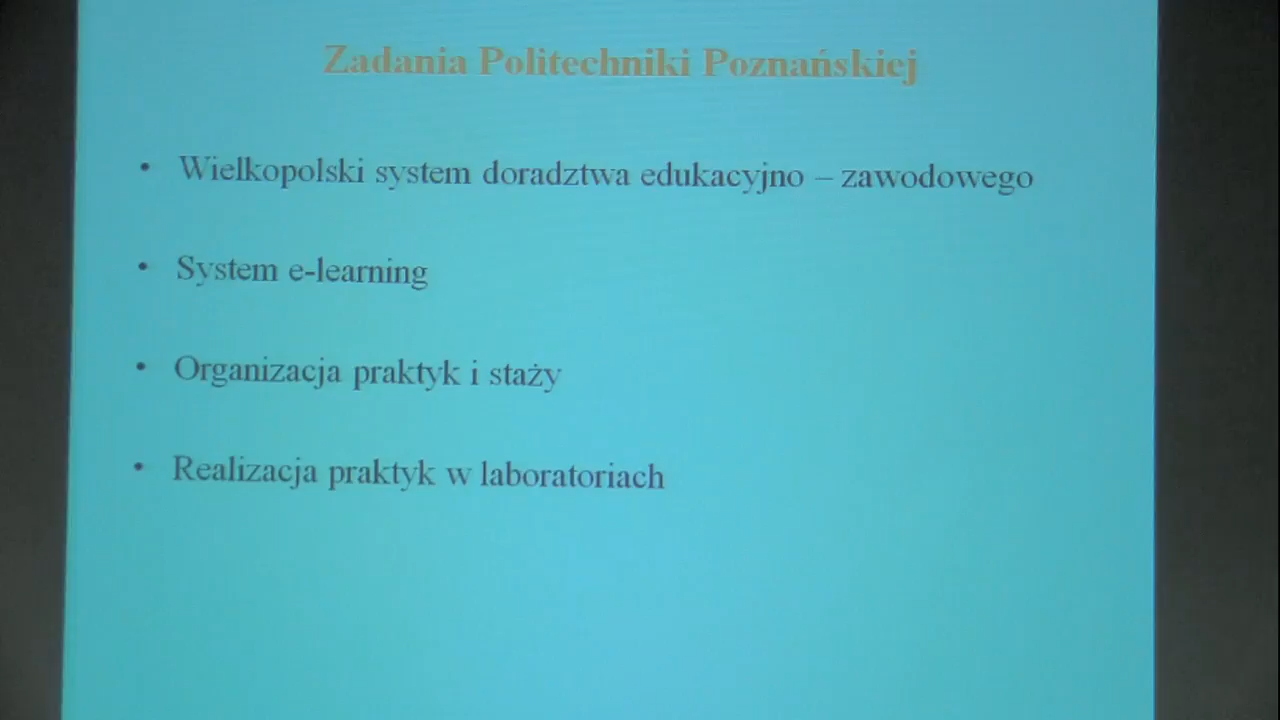 Zadania Politechniki Poznańskiej
• Wielkopolski system doradztwa edukacyjno – zawodowego
• System e-learning
• Organizacja praktyk i staży
• Realizacja praktyk w laboratoriach